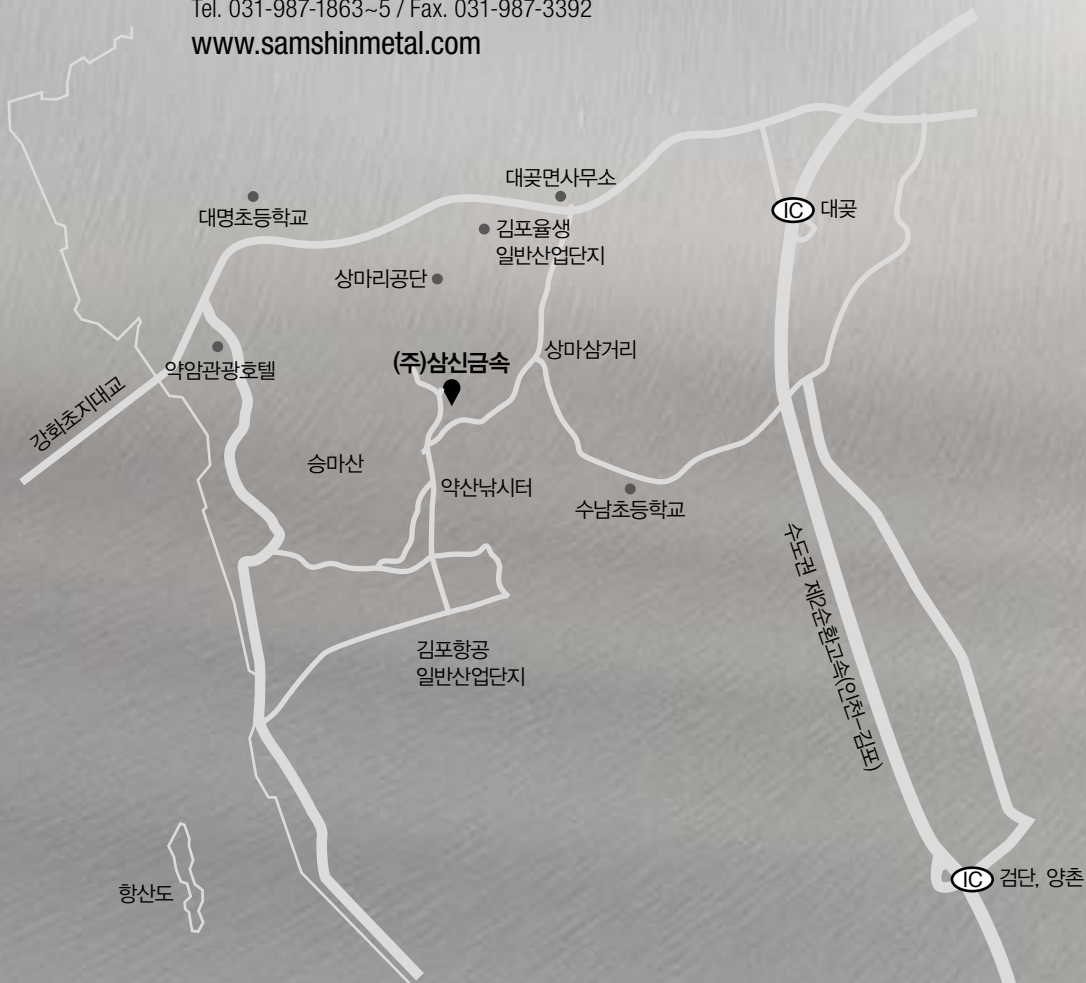 Tel. 031-987-1863~5 / Fax. 031-987-3392
www.samshinmetal.com
대곶면사무소
대명초등학교
김포율생
일반산업단지
IC 대곶
상마리공단
상마삼거리
(주)삼신금속
약암관광호텔
강화초지대교
승마산
약산낚시터
수남초등학교
수도권 제2순환고속(인천-김포)
김포항공
일반산업단지
항산도
IC 검단, 양촌